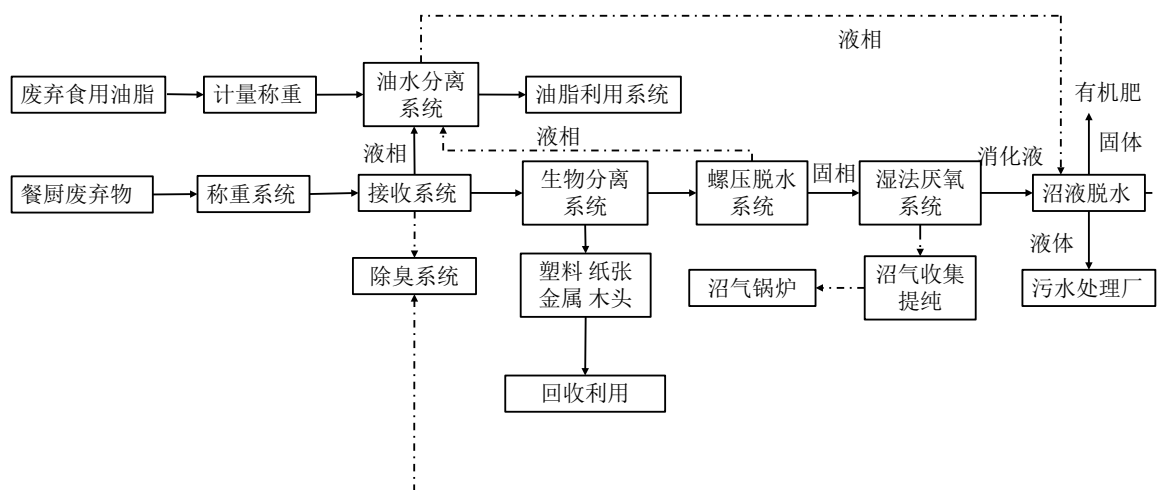 液相
废弃食用油脂
计量称重
油水分离
系统
油脂利用系统
有机肥
液相
固体
液相
餐厨废弃物
称重系统
接收系统
生物分离
系统
螺压脱水
系统
固相
湿法厌氧
系统
消化液
沼液脱水
液体
除臭系统
塑料 纸张
金属 木头
沼气锅炉
沼气收集
提纯
污水处理厂
回收利用